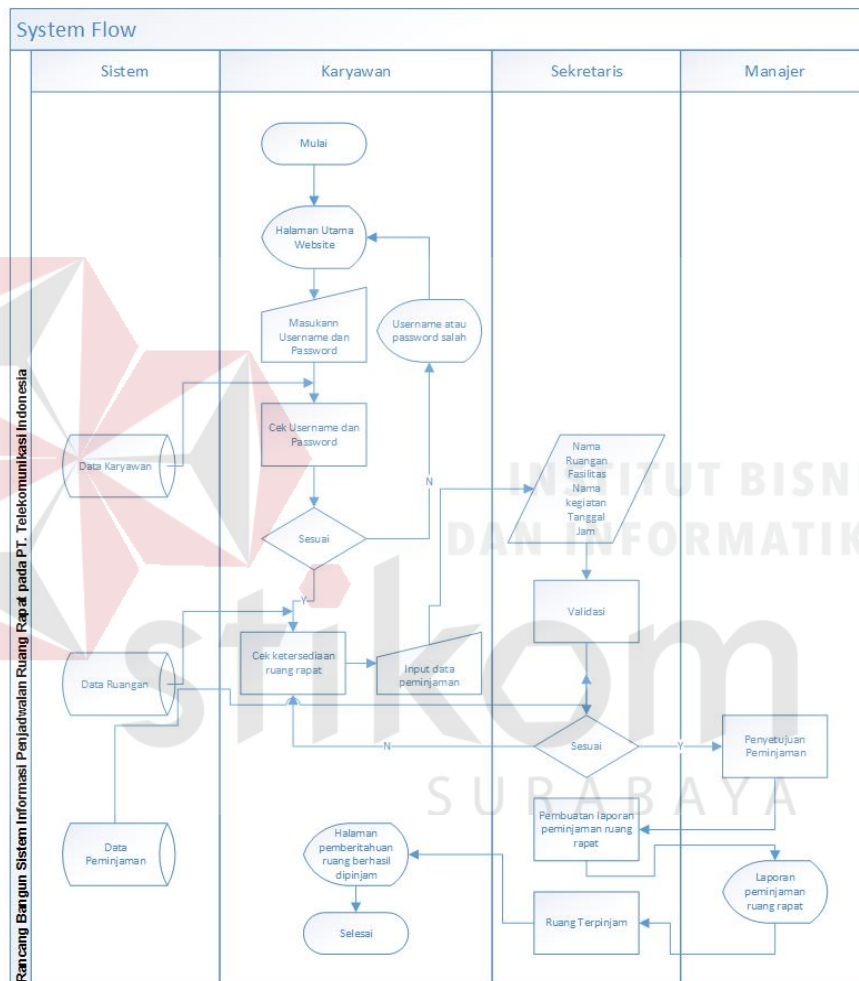 System Flow
Rancang Bangun Sistem Informasi Penjadwalan Ruang Rapat pada PT. Telekomunikasi Indonesia
Sistem
Karyawan
Sekretaris
Manajer
Mulai
Halaman Utama
Website
Masukann
Username dan
Password
Username atau
password salah
Cek Username dan
Password
Data Karyawan
Nama
Ruangan
Fasilitas
Nama
kegiatan
Tanggal
Jam
N
Sesuai
Y
Validasi
Data Ruangan
Cek ketersediaan
ruang rapat
Input data
peminjaman
N
Sesuai
Y
Penyetujuan
Peminjaman
Data
Peminjaman
Halaman
pemberitahuan
ruang berhasil
dipinjam
Pembuatan laporan
peminjaman ruang
rapat
Laporan
peminjaman
ruang rapat
Ruang Terpinjam
Selesai
INSTITUT BISNI
DAN INFORMATIK
stikom
SURABAYA